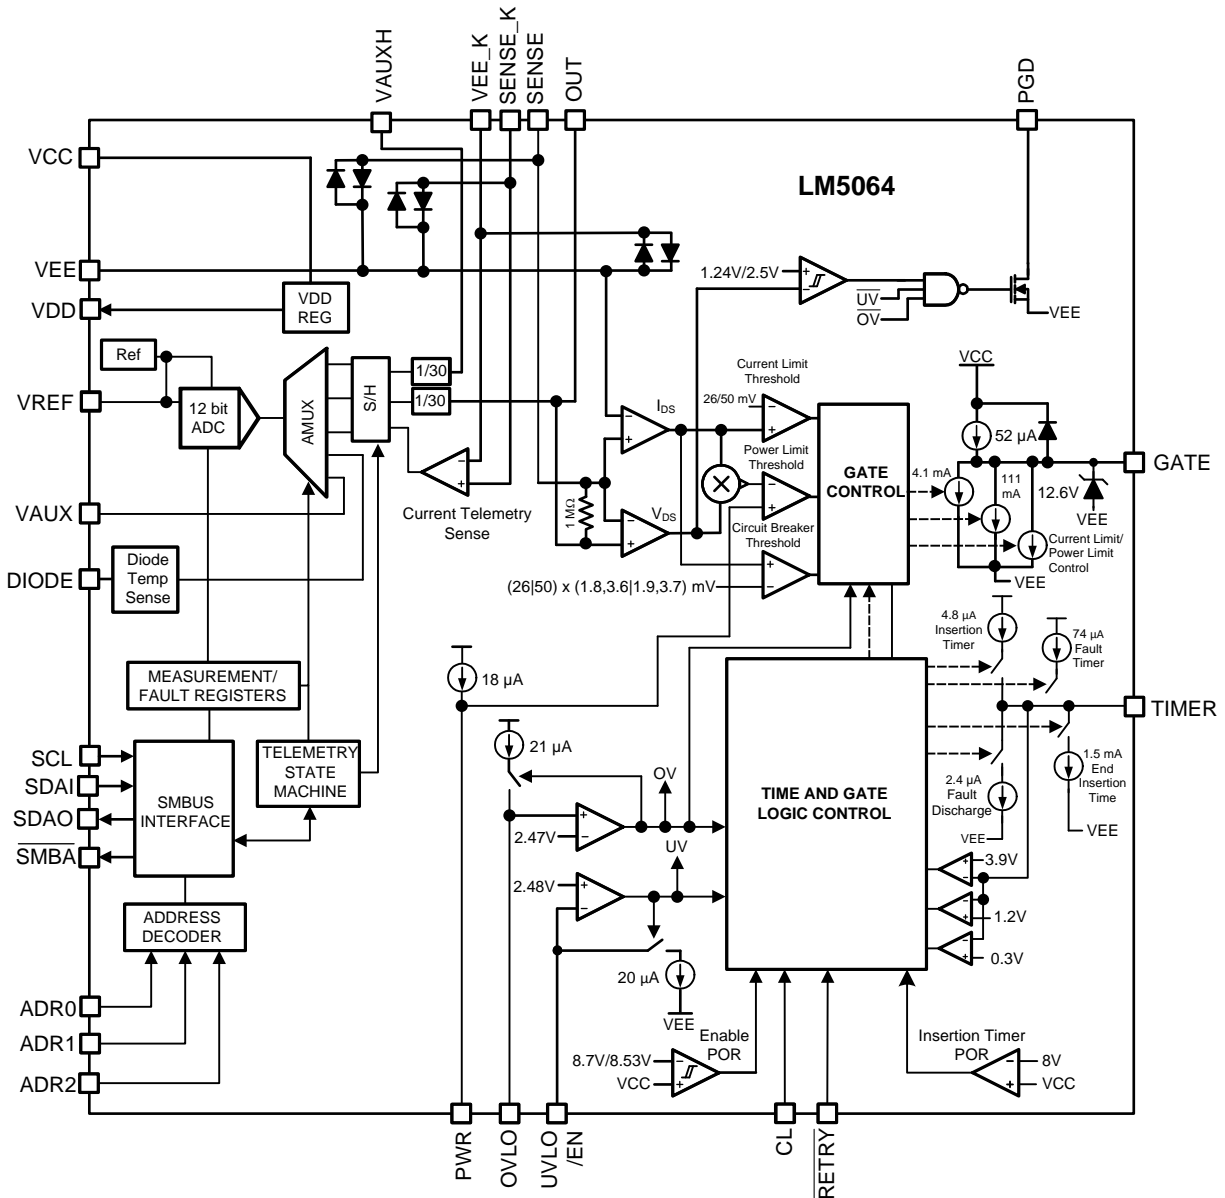 VAUXH
VEE_K
SENSE_K
SENSE
OUT
PGD
VCC
LM5064
VEE
VDD
VDD
REG
1.24V/2.5V
+
−
UV
OV
VEE
Ref
VREF
12 bit
ADC
AMUX
S/H
1/30
1/30
Current Limit
Threshold
26/50 mV
−
+
VCC
52 µA
IDS
−
+
Power Limit
Threshold
−
+
GATE
CONTROL
4.1 mA
111
mA
12.6V
GATE
VEE
VAUX
−
+
Current Telemetry
Sense
1 MΩ
VDS
−
+
Circuit Breaker
Threshold
+
−
Current Limit/
Power Limit
Control
VEE
DIODE
Diode
Temp
Sense
(26|50) x (1.8,3.6|1.9,3.7) mV
4.8 µA
Insertion
Timer
74 µA
Fault
Timer
MEASUREMENT/
FAULT REGISTERS
18 µA
TIMER
SCL
SDAI
SDAO
SMBA
SMBUS
INTERFACE
TELEMETRY
STATE
MACHINE
21 µA
OV
+
−
2.47V
UV
TIME AND GATE
LOGIC CONTROL
1.5 mA
End
Insertion
Time
2.4 µA
Fault
Discharge
VEE
VEE
2.48V
+
−
+
−
3.9V
−
+
1.2V
−
+
0.3V
ADDRESS
DECODER
20 µA
VEE
ADR0
ADR1
ADR2
Enable
POR
8.7V/8.53V
VCC
−
+
Insertion Timer
POR
−
+
8V
VCC
PWR
OVLO
UVLO
/EN
CL
RETRY